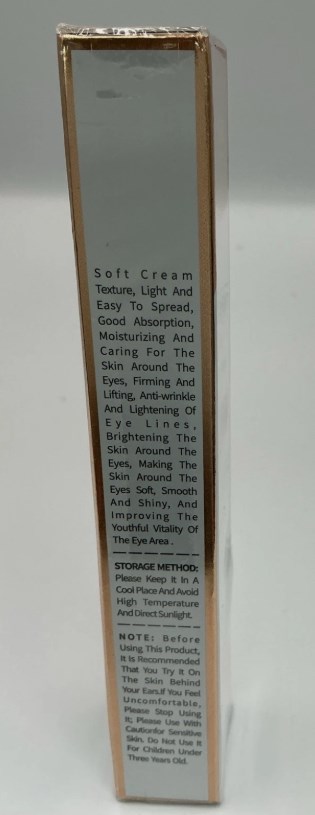 Soft Cream
Texture, Light And
Easy To Spread,
Good Absorption,
Moisturizing And
Caring For The
Skin Around The
Eyes, Firming And
Lifting, Anti-wrinkle
And Lightening Of
Eye Lines,
Brightening The
Skin Around The
Eyes, Making The
Skin Around The
Eyes Soft, Smooth
And Shiny, And
Improving The
Youthful Vitality Of
The Eye Area .
STORAGE METHOD:
Please Keep It In A
Cool Place And Avoid
High Temperature
And Direct Sunlight.
NOTE: Before
Using This Product,
It Is Recommended
That You Try It On
The Skin Behind
Your Ears.If You Feel
Uncomfortable,
Please Stop Using
It; Please Use With
Cautionfor Sensitive
Skin. Do Not Use It
For Children Under
Three Years Old.